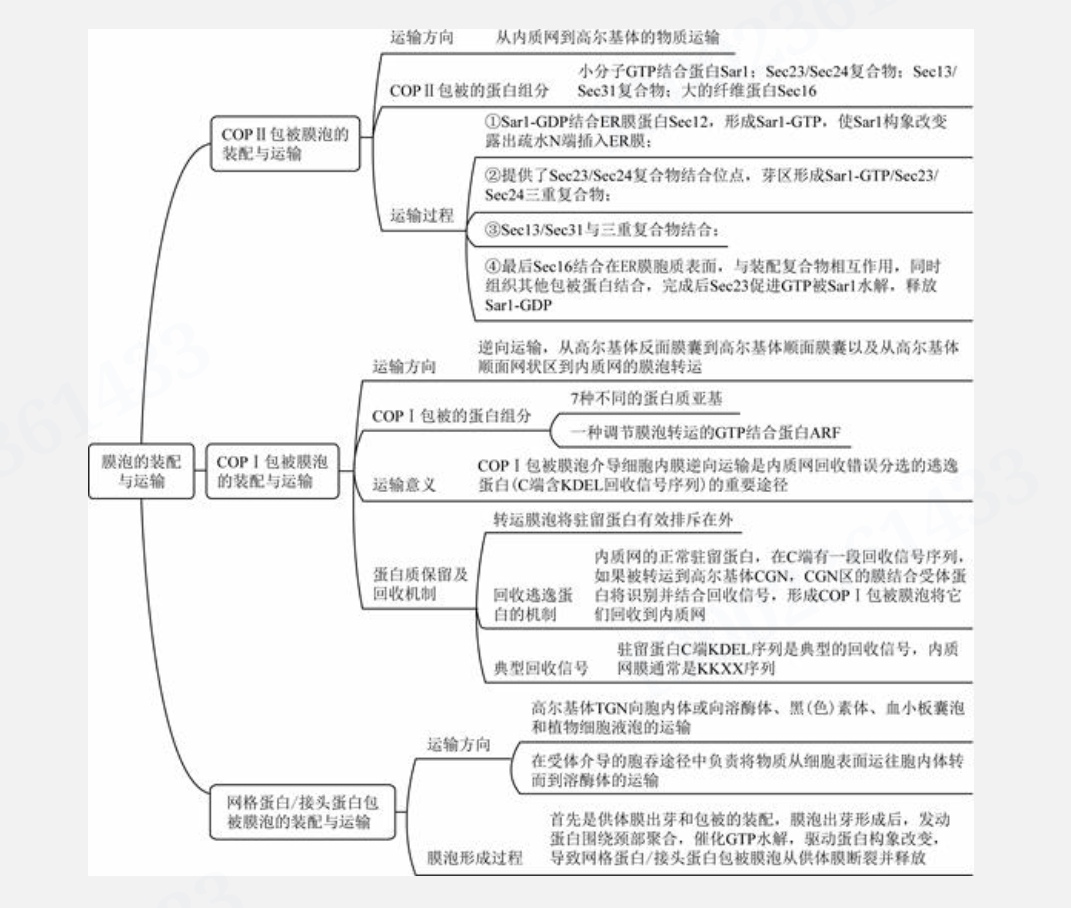 运输方向
从内质网到高尔基体的物质运输
COPⅡ包被的蛋白组分
小分子GTP结合蛋白Sar1；Sec23/Sec24复合物；Sec13/
Sec31复合物；大的纤维蛋白Sec16
COPⅡ包被膜泡的
装配与运输
运输过程
①Sar1-GDP结合ER膜蛋白Sec12，形成Sar1-GTP，使Sar1构象改变
露出疏水N端插入ER膜；
②提供了Sec23/Sec24复合物结合位点，芽区形成Sar1-GTP/Sec23/
Sec24三重复合物；
③Sec13/Sec31与三重复合物结合；
④最后Sec16结合在ER膜胞质表面，与装配复合物相互作用，同时
组织其他包被蛋白结合，完成后Sec23促进GTP被Sar1水解，释放
Sar1-GDP
膜泡的装配
与运输
COPⅠ包被膜泡
的装配与运输
运输方向
逆向运输，从高尔基体反面膜囊到高尔基体顺面膜囊以及从高尔基体
顺面网状区到内质网的膜泡转运
COPⅠ包被的蛋白组分
7种不同的蛋白质亚基
一种调节膜泡转运的GTP结合蛋白ARF
运输意义
COPⅠ包被膜泡介导细胞内膜逆向运输是内质网回收错误分选的逃逸
蛋白(C端含KDEL回收信号序列)的重要途径
蛋白质保留及
回收机制
转运膜泡将驻留蛋白有效排斥在外
回收逃逸蛋
白的机制
内质网的正常驻留蛋白，在C端有一段回收信号序列，
如果被转运到高尔基体CGN，CGN区的膜结合受体蛋
白将识别并结合回收信号，形成COPⅠ包被膜泡将它
们回收到内质网
典型回收信号
驻留蛋白C端KDEL序列是典型的回收信号，内质
网膜通常是KKXX序列
网格蛋白/接头蛋白包
被膜泡的装配与运输
运输方向
高尔基体TGN向胞内体或向溶酶体、黑(色)素体、血小板囊泡
和植物细胞液泡的运输
在受体介导的胞吞途径中负责将物质从细胞表面运往胞内体转
而到溶酶体的运输
膜泡形成过程
首先是供体膜出芽和包被的装配，膜泡出芽形成后，发动
蛋白围绕颈部聚合，催化GTP水解，驱动蛋白构象改变，
导致网格蛋白/接头蛋白包被膜泡从供体膜断裂并释放